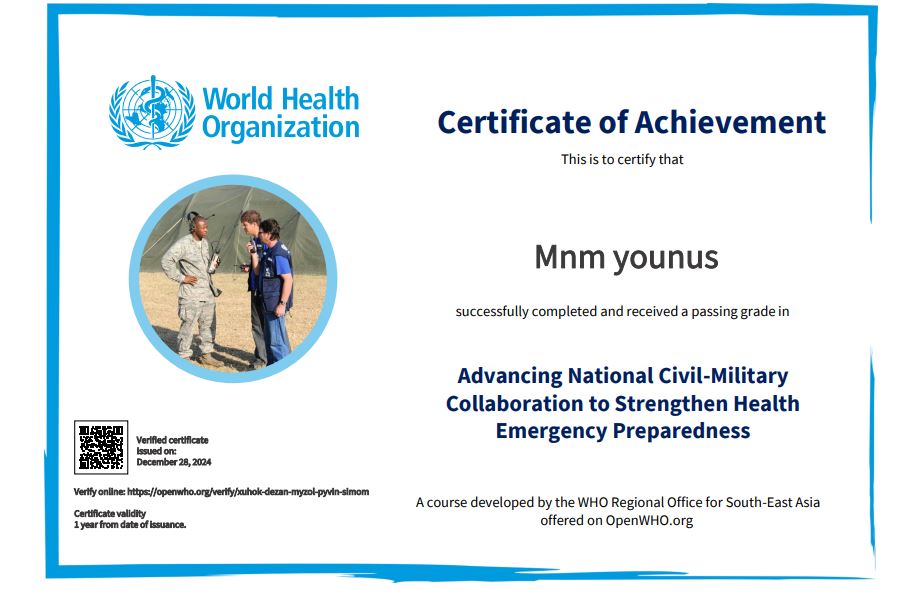 World Health
Organization
Certificate of Achievement
This is to certify that
Mnm younus
successfully completed and received a passing grade in
Advancing National Civil-Military
Collaboration to Strengthen Health
Emergency Preparedness
A course developed by the WHO Regional Office for South-East Asia
offered on OpenWHO.org
Verified certificate
Issued on:
December 28, 2024
Verify online: https://openwho.org/verify/xuhok-dezan-myzol-pyvin-simom
Certificate validity
1 year from date of issuance.